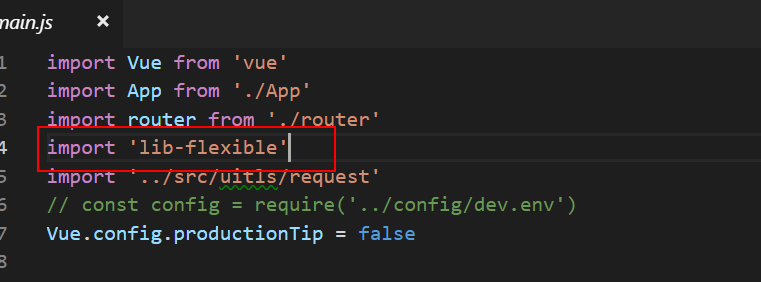 main.js ×
1 import Vue from 'vue'
2 import App from './App'
3 import router from './router'
4 import 'lib-flexible'
5 import '../src/uitls/request'
6 // const config = require('../config/dev.env')
7 Vue.config.productionTip = false
8